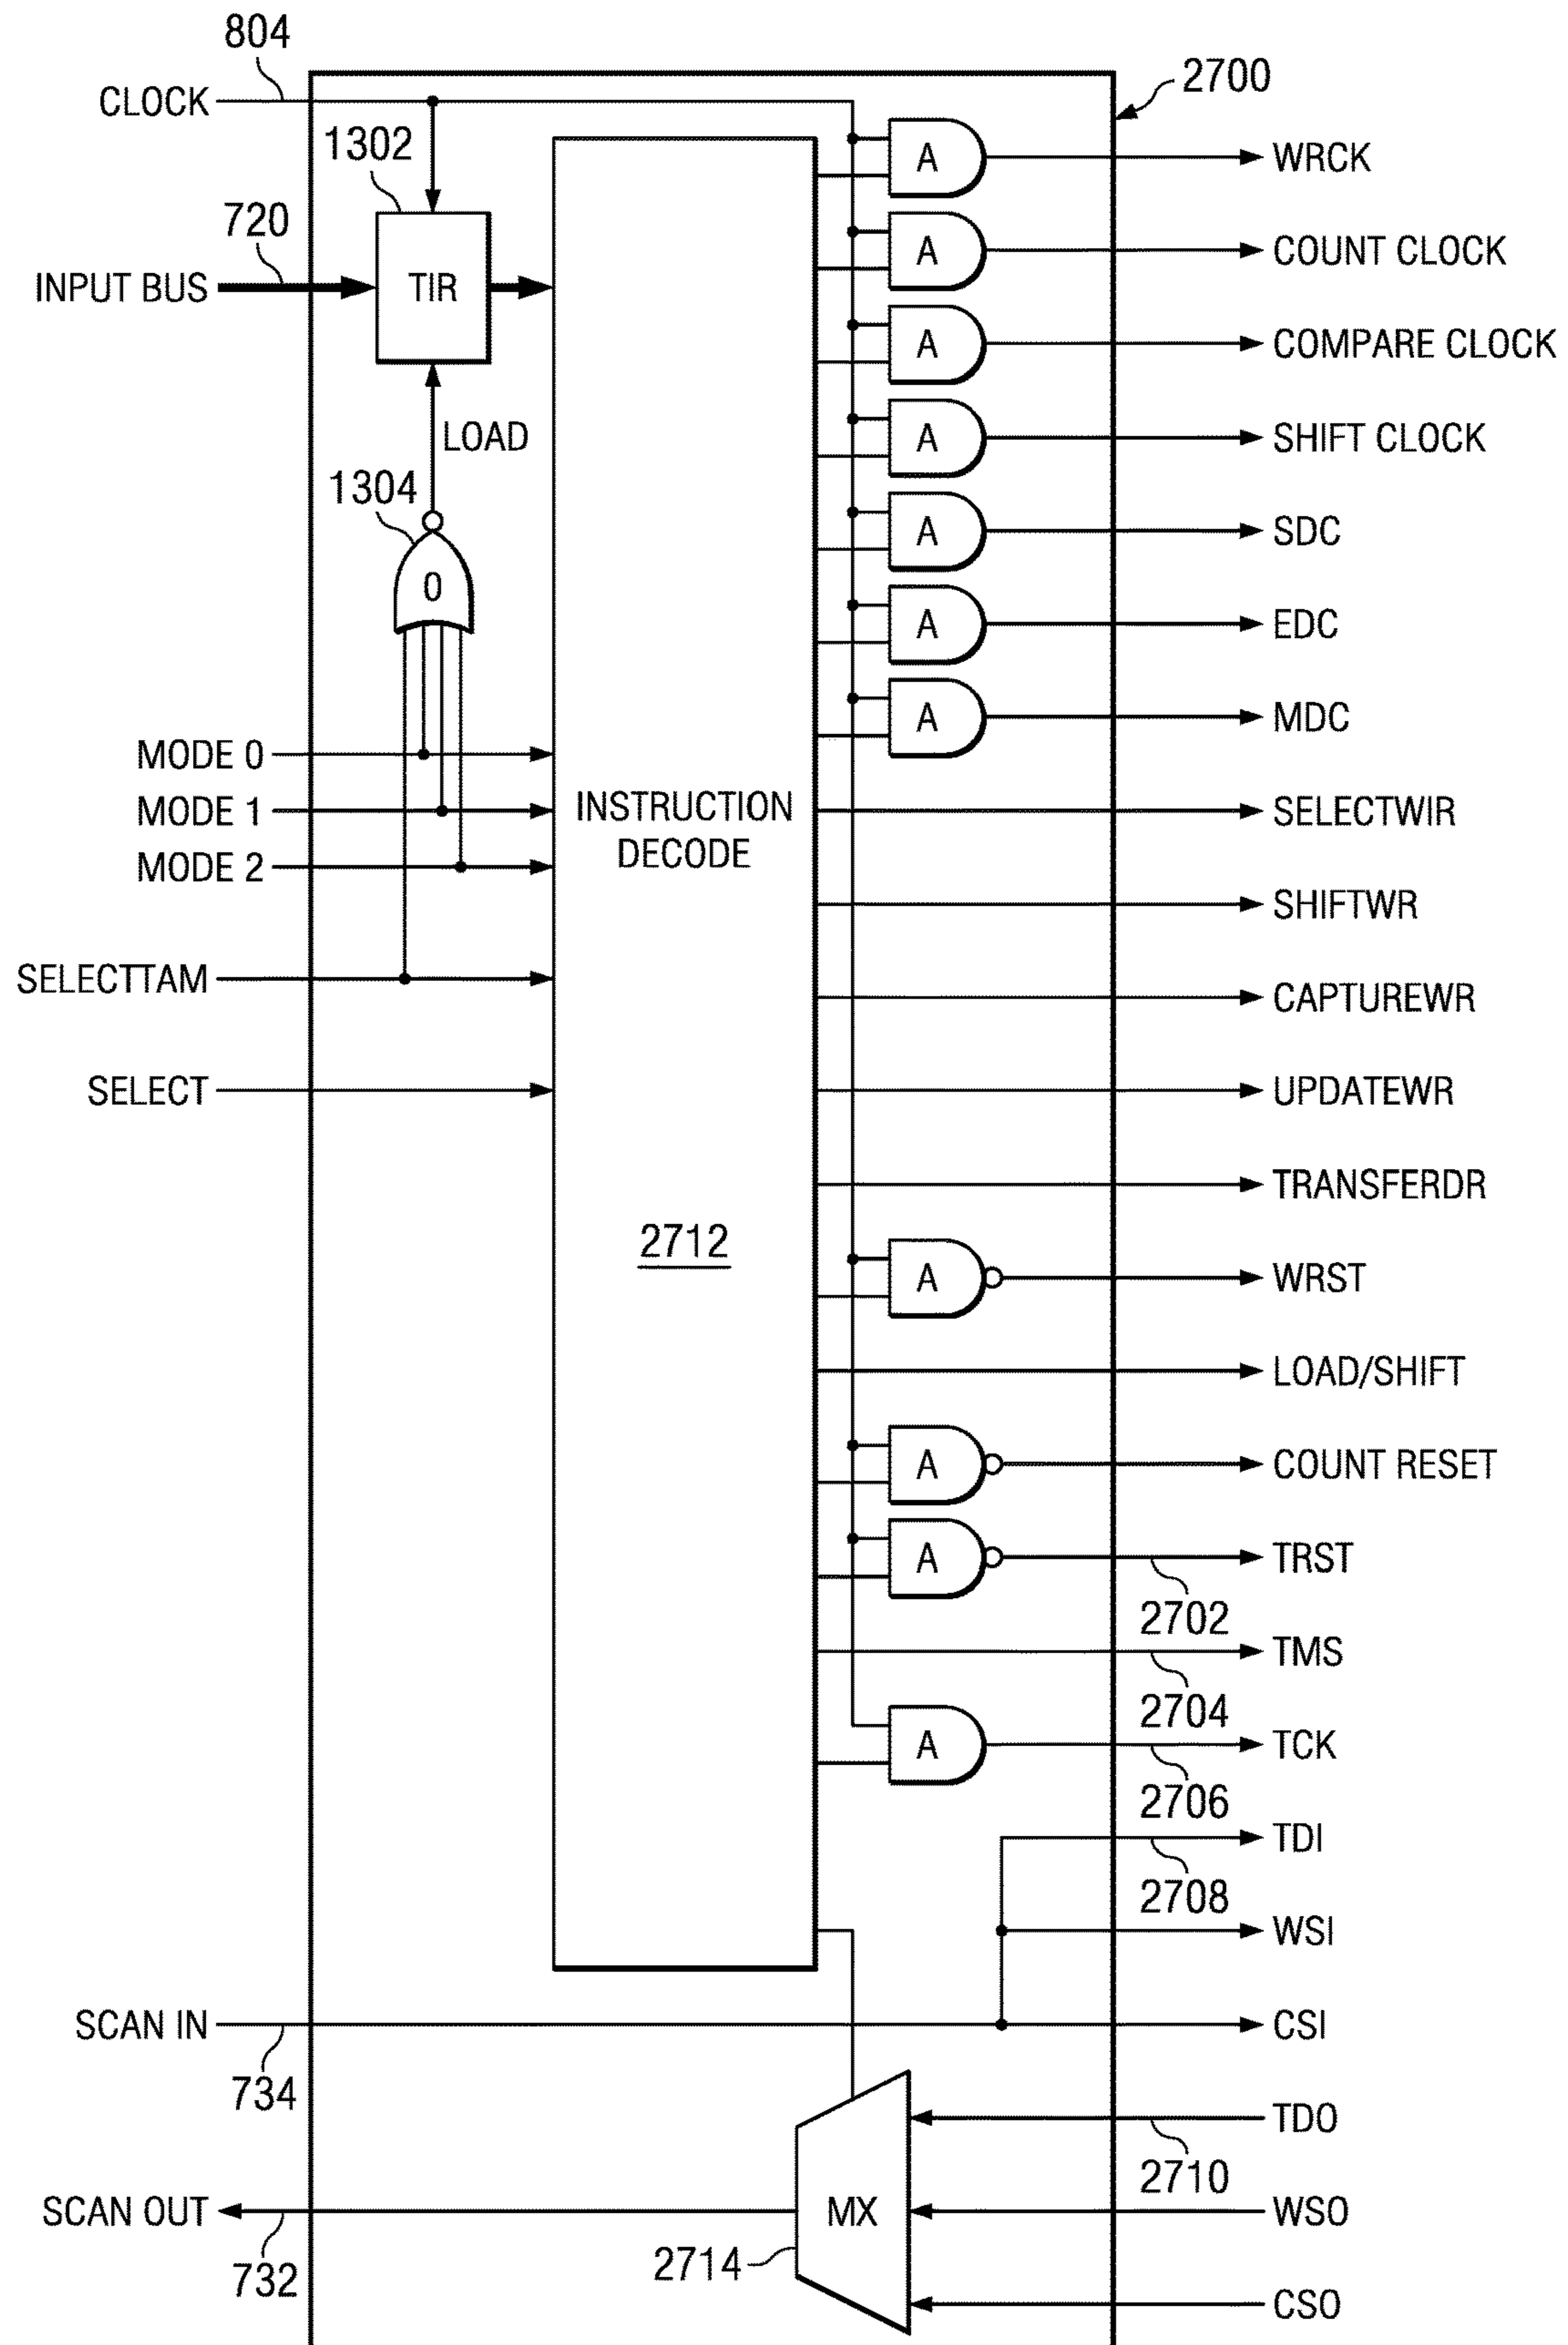 804
2700
CLOCK
1302
A
WRCK
720
A
COUNT CLOCK
INPUT BUS
TIR
A
COMPARE CLOCK
LOAD
A
SHIFT CLOCK
1304
A
SDC
0
A
EDC
A
MDC
MODE 0
MODE 1
INSTRUCTION
DECODE
SELECTWIR
MODE 2
SHIFTWR
SELECTTAM
CAPTUREWR
SELECT
UPDATEWR
TRANSFERDR
2712
A
WRST
LOAD/SHIFT
A
COUNT RESET
A
TRST
2702
TMS
2704
A
TCK
2706
TDI
2708
WSI
SCAN IN
CSI
734
TDO
2710
SCAN OUT
MX
WSO
2714
732
CSO